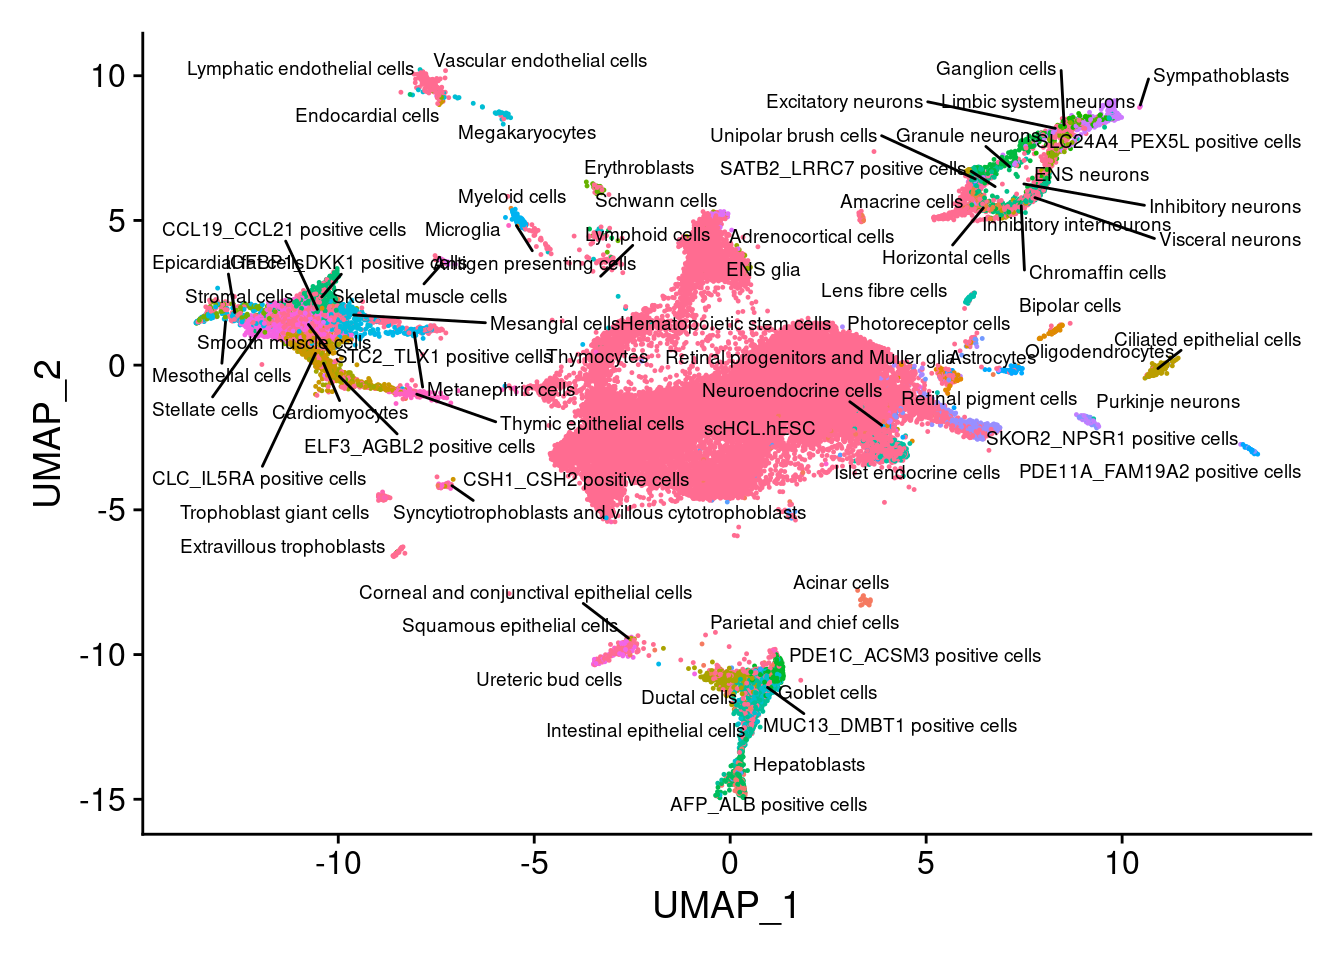 Vascular endothelial cells
Lymphatic endothelial cells
Endocardial cells
Megakaryocytes
Ganglion cells
Sympathoblasts
Excitatory neurons
Limbic system neurons
Unipolar brush cells
Granule neurons
SLC24A4_PEX5L positive cells
SATB2_LRRC7 positive cells
ENS neurons
Erythroblasts
Myeloid cells
Schwann cells
Amacrine cells
Inhibitory neurons
CCL19_CCL21 positive cells
Microglia
Lymphoid cells
Adrenocortical cells
Inhibitory interneurons
Visceral neurons
Epicardial fat cells
IGFBP1_DKK1 positive cells
Antigen presenting cells
ENS glia
Horizontal cells
Chromaffin cells
Stromal cells
Skeletal muscle cells
Lens fibre cells
Bipolar cells
Mesangial cells
Hematopoietic stem cells
Photoreceptor cells
Smooth muscle cells
STC2_TLX1 positive cells
Thymocytes
Retinal progenitors and Muller glia
Astrocytes
Oligodendrocytes
Ciliated epithelial cells
Mesothelial cells
Metanephric cells
Neuroendocrine cells
Retinal pigment cells
Purkinje neurons
Stellate cells
Cardiomyocytes
Thymic epithelial cells
scHCL.hESC
SKOR2_NPSR1 positive cells
ELF3_AGBL2 positive cells
CLC_IL5RA positive cells
CSH1_CSH2 positive cells
Islet endocrine cells
PDE11A_FAM19A2 positive cells
Trophoblast giant cells
Syncytiotrophoblasts and villous cytotrophoblasts
Extravillous trophoblasts
Corneal and conjunctival epithelial cells
Acinar cells
Squamous epithelial cells
Parietal and chief cells
PDE1C_ACSM3 positive cells
Ureteric bud cells
Ductal cells
Goblet cells
Intestinal epithelial cells
MUC13_DMBT1 positive cells
Hepatoblasts
AFP_ALB positive cells
10
5
0
-5
-10
-15
UMAP_2
-10
-5
0
5
10
UMAP_1